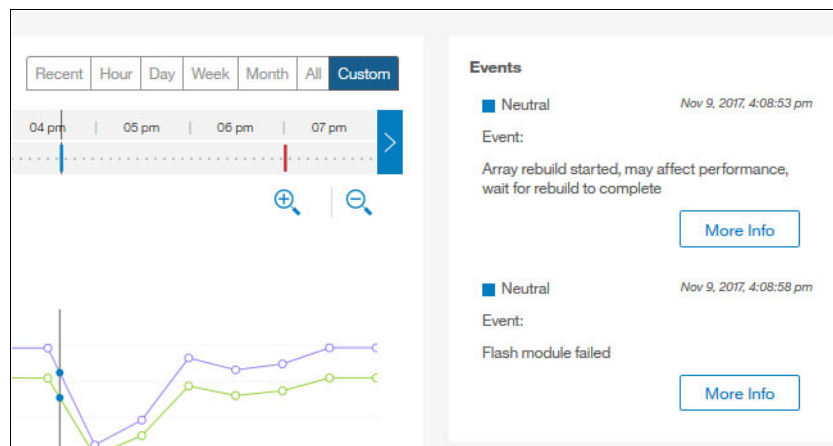 Recent Hour Day Week Month All Custom
04 pm | 05 pm | 06 pm | 07 pm
Events
Neutral Nov 9, 2017, 4:08:53 pm
Event:
Array rebuild started, may affect performance,
wait for rebuild to complete
More Info
Neutral Nov 9, 2017, 4:08:58 pm
Event:
Flash module failed
More Info